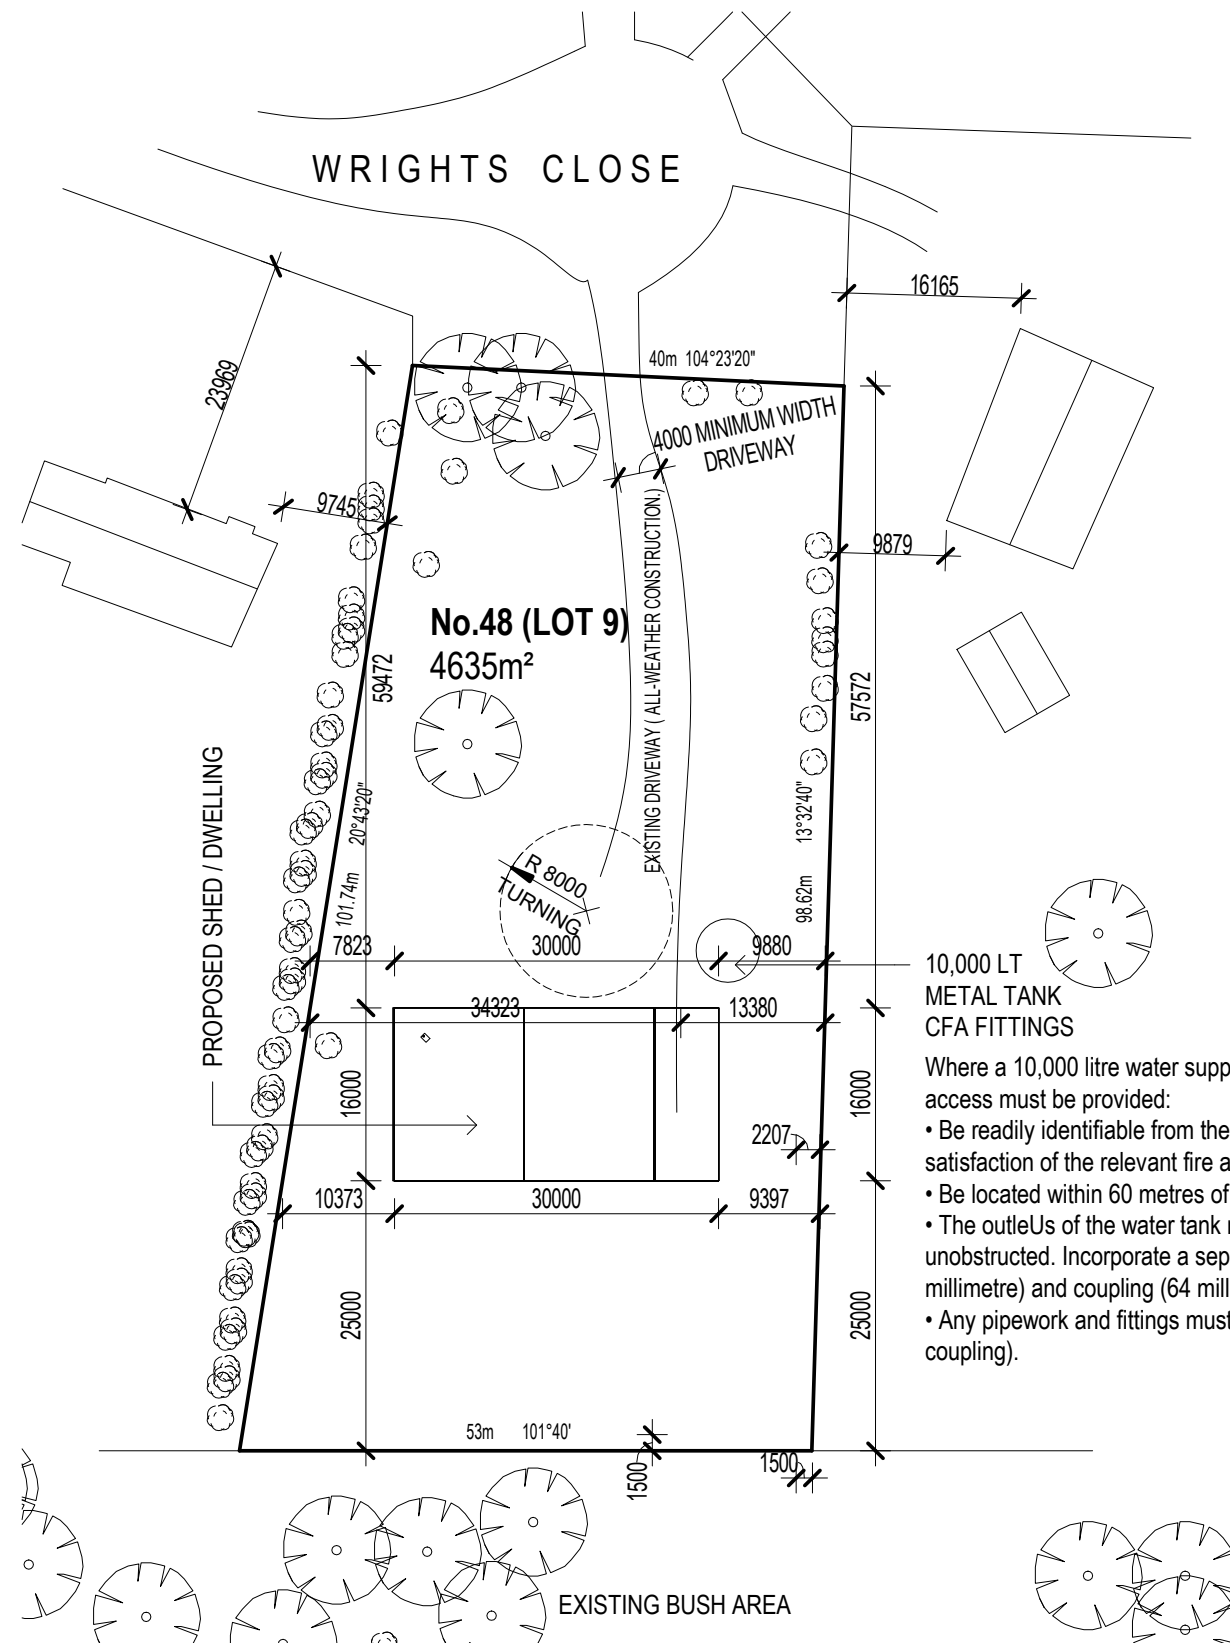 WRIGHTS CLOSE
16165
23969
40m 104°23'20"
4000 MINIMUM WIDTH
DRIVEWAY
9745
9879
EXISTING DRIVEWAY ( ALL-WEATHER CONSTRUCTION.)
No.48 (LOT 9)
4635m²
59472
57572
PROPOSED SHED / DWELLING
101.74m 20°43'20"
98.62m 13°32'40"
R 8000
TURNING
7823
30000
9880
10,000 LT
METAL TANK
CFA FITTINGS
34323
13380
Where a 10,000 litre water supp
access must be provided:
• Be readily identifiable from the
satisfaction of the relevant fire a
• Be located within 60 metres of
• The outleUs of the water tank
unobstructed. Incorporate a sep
millimetre) and coupling (64 mill
• Any pipework and fittings must
coupling).
16000
16000
2207
10373
30000
9397
25000
25000
53m 101°40'
1500
1500
EXISTING BUSH AREA